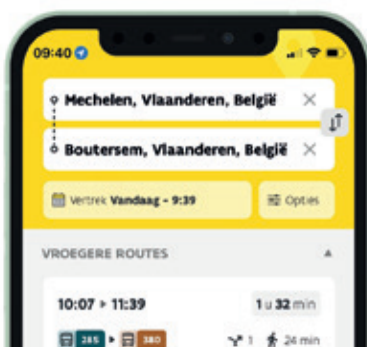 09:40
Mechelen, Vlaanderen, België
Boutersem, Vlaanderen, België
Vertrek Vandaag - 9:39 Opties
VROEGERE ROUTES
10:07 ▸ 11:39 1 u 32 min
285 ▸ 380 1 24 min